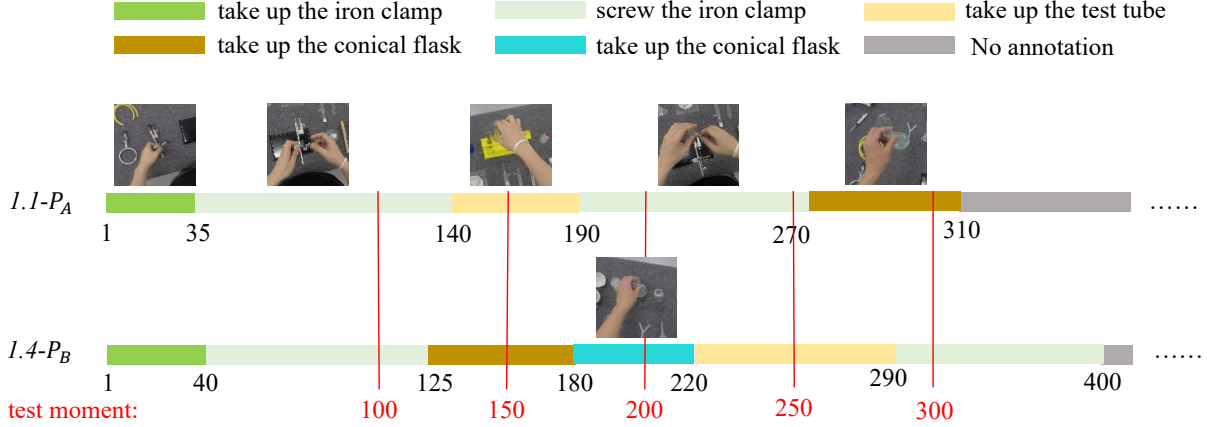 take up the iron clamp screw the iron clamp take up the test tube
take up the conical flask take up the conical flask No annotation
1.1-P_A ......
1 35 140 190 270 310
1.4-P_B ......
1 40 125 180 220 290 400
test moment: 100 150 200 250 300